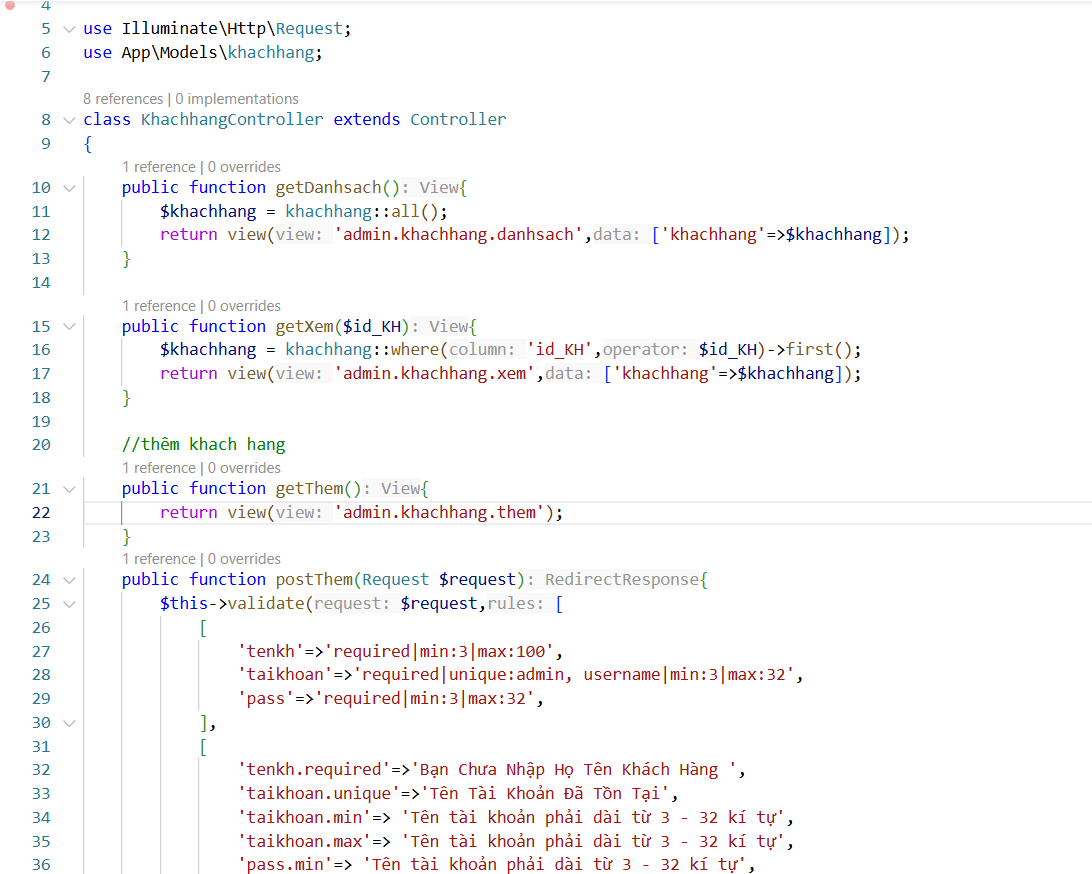 4
5 use Illuminate\Http\Request;
6 use App\Models\khachhang;
7
8 references | 0 implementations
8 class KhachhangController extends Controller
9 {
1 reference | 0 overrides
10 public function getDanhsach(): View{
11 $khachhang = khachhang::all();
12 return view(view: 'admin.khachhang.danhsach',data: ['khachhang'=>$khachhang]);
13 }
14
1 reference | 0 overrides
15 public function getXem($id_KH): View{
16 $khachhang = khachhang::where(column: 'id_KH',operator: $id_KH)->first();
17 return view(view: 'admin.khachhang.xem',data: ['khachhang'=>$khachhang]);
18 }
19
20 //thêm khach hang
1 reference | 0 overrides
21 public function getThem(): View{
22 return view(view: 'admin.khachhang.them');
23 }
1 reference | 0 overrides
24 public function postThem(Request $request): RedirectResponse{
25 $this->validate(request: $request,rules: [
26 [
27 'tenkh'=>'required|min:3|max:100',
28 'taikhoan'=>'required|unique:admin, username|min:3|max:32',
29 'pass'=>'required|min:3|max:32',
30 ],
31 [
32 'tenkh.required'=>'Bạn Chưa Nhập Họ Tên Khách Hàng ',
33 'taikhoan.unique'=>'Tên Tài Khoản Đã Tồn Tại',
34 'taikhoan.min'=> 'Tên tài khoản phải dài từ 3 - 32 kí tự',
35 'taikhoan.max'=> 'Tên tài khoản phải dài từ 3 - 32 kí tự',
36 'pass.min'=> 'Tên tài khoản phải dài từ 3 - 32 kí tự',